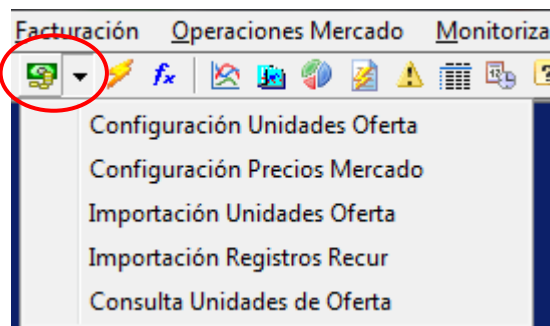 Facturación Operaciones Mercado Monitoriza
fx
Configuración Unidades Oferta
Configuración Precios Mercado
Importación Unidades Oferta
Importación Registros Recur
Consulta Unidades de Oferta